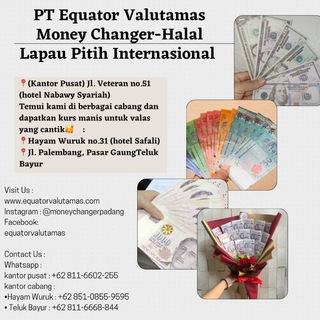 PT Equator Valutamas
Money Changer-Halal
Lapau Pitih Internasional
📍(Kantor Pusat) Jl. Veteran no.51
(hotel Nabawy Syariah)
Temui kami di berbagai cabang dan
dapatkan kurs manis untuk valas
yang cantik🥰 :
📍Hayam Wuruk no.31 (hotel Safali)
📍Jl. Palembang, Pasar GaungTeluk
Bayur
Visit Us :
www.equatorvalutamas.com
Instagram : @moneychangerpadang
Facebook:
equatorvalutamas
Contact Us :
Whatsapp :
kantor pusat : +62 811-6602-255
kantor cabang :
•Hayam Wuruk : +62 851-0855-9595
• Teluk Bayur : +62 811-6668-844